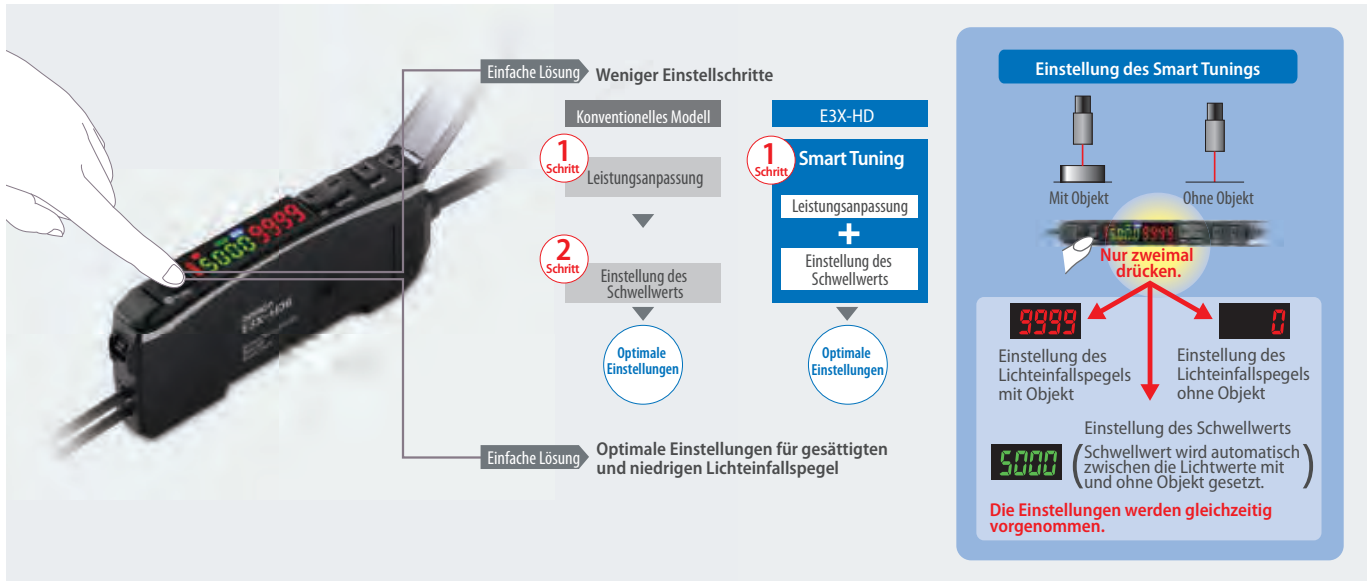 Einfache Lösung
Weniger Einstellschritte
Konventionelles Modell
1
Schritt
Leistungsanpassung
2
Schritt
Einstellung des
Schwellwerts
Optimale
Einstellungen
E3X-HD
1
Schritt
Smart Tuning
Leistungsanpassung
+
Einstellung des
Schwellwerts
Optimale
Einstellungen
5000 9999
E3X-HD6
Einfache Lösung
Optimale Einstellungen für gesättigten
und niedrigen Lichteinfallspegel
Einstellung des Smart Tunings
Mit Objekt
Ohne Objekt
5000 9999
Nur zweimal
drücken.
9999
Einstellung des
Lichteinfallspegels
mit Objekt
0
Einstellung des
Lichteinfallspegels
ohne Objekt
Einstellung des Schwellwerts
5000
(Schwellwert wird automatisch
zwischen die Lichtwerte mit
und ohne Objekt gesetzt.)
Die Einstellungen werden gleichzeitig
vorgenommen.